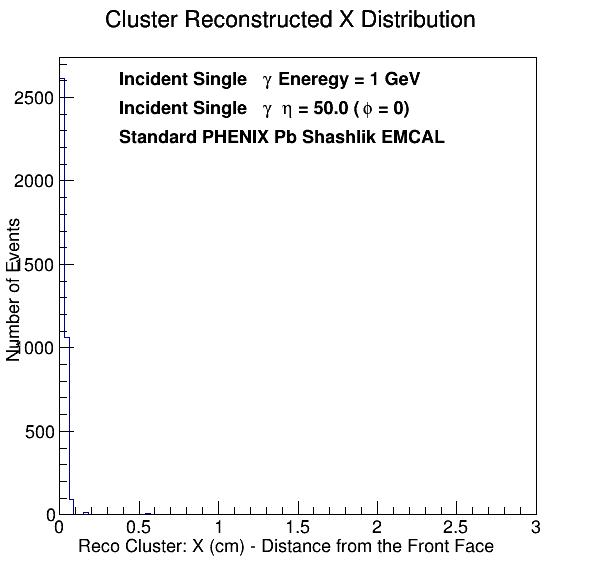 Cluster Reconstructed X Distribution
Incident Single γ Eneregy = 1 GeV
Incident Single γ η = 50.0 ( ϕ = 0)
Standard PHENIX Pb Shashlik EMCAL
Number of Events
2500
2000
1500
1000
500
0
0 0.5 1 1.5 2 2.5 3
Reco Cluster: X (cm) - Distance from the Front Face